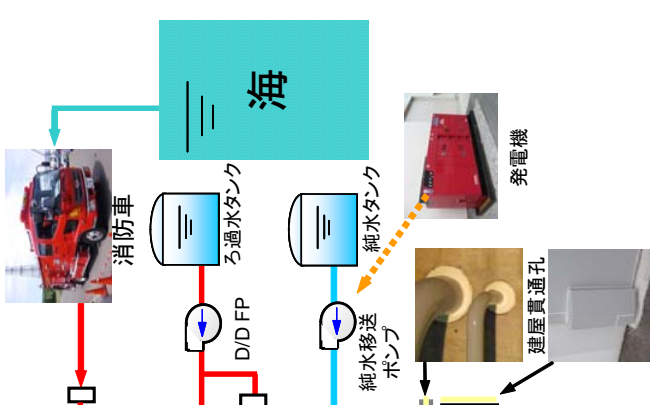 海
消防車
ろ過水タンク
純水タンク
発電機
D/D FP
純水移送
ポンプ
建屋貫通孔